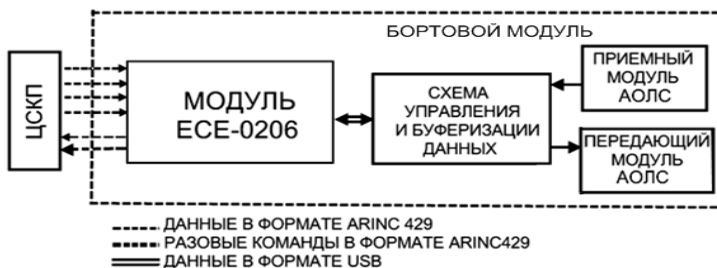 БОРТОВОЙ МОДУЛЬ
ЦСКП
МОДУЛЬ
ECE-0206
СХЕМА
УПРАВЛЕНИЯ
И БУФЕРИЗАЦИИ
ДАННЫХ
ПРИЕМНЫЙ
МОДУЛЬ
АОЛС
ПЕРЕДАЮЩИЙ
МОДУЛЬ
АОЛС
ДАННЫЕ В ФОРМАТЕ ARINC 429
РАЗОВЫЕ КОМАНДЫ В ФОРМАТЕ ARINC429
ДАННЫЕ В ФОРМАТЕ USB